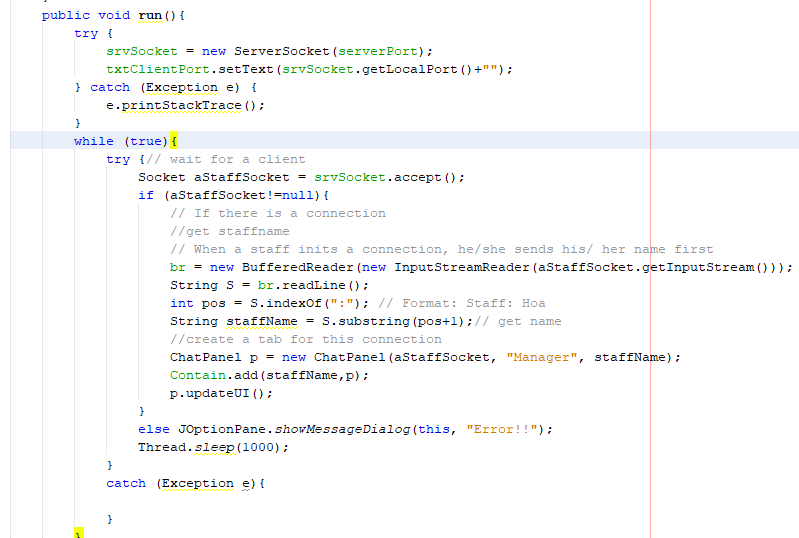 public void run(){
try {
srvSocket = new ServerSocket(serverPort);
txtClientPort.setText(srvSocket.getLocalPort()+"");
} catch (Exception e) {
e.printStackTrace();
}
while (true){
try {// wait for a client
Socket aStaffSocket = srvSocket.accept();
if (aStaffSocket!=null){
// If there is a connection
//get staffname
// When a staff inits a connection, he/she sends his/ her name first
br = new BufferedReader(new InputStreamReader(aStaffSocket.getInputStream()));
String S = br.readLine();
int pos = S.indexOf(":"); // Format: Staff: Hoa
String staffName = S.substring(pos+1);// get name
//create a tab for this connection
ChatPanel p = new ChatPanel(aStaffSocket, "Manager", staffName);
Contain.add(staffName,p);
p.updateUI();
}
else JOptionPane.showMessageDialog(this, "Error!!");
Thread.sleep(1000);
}
catch (Exception e){
}
}